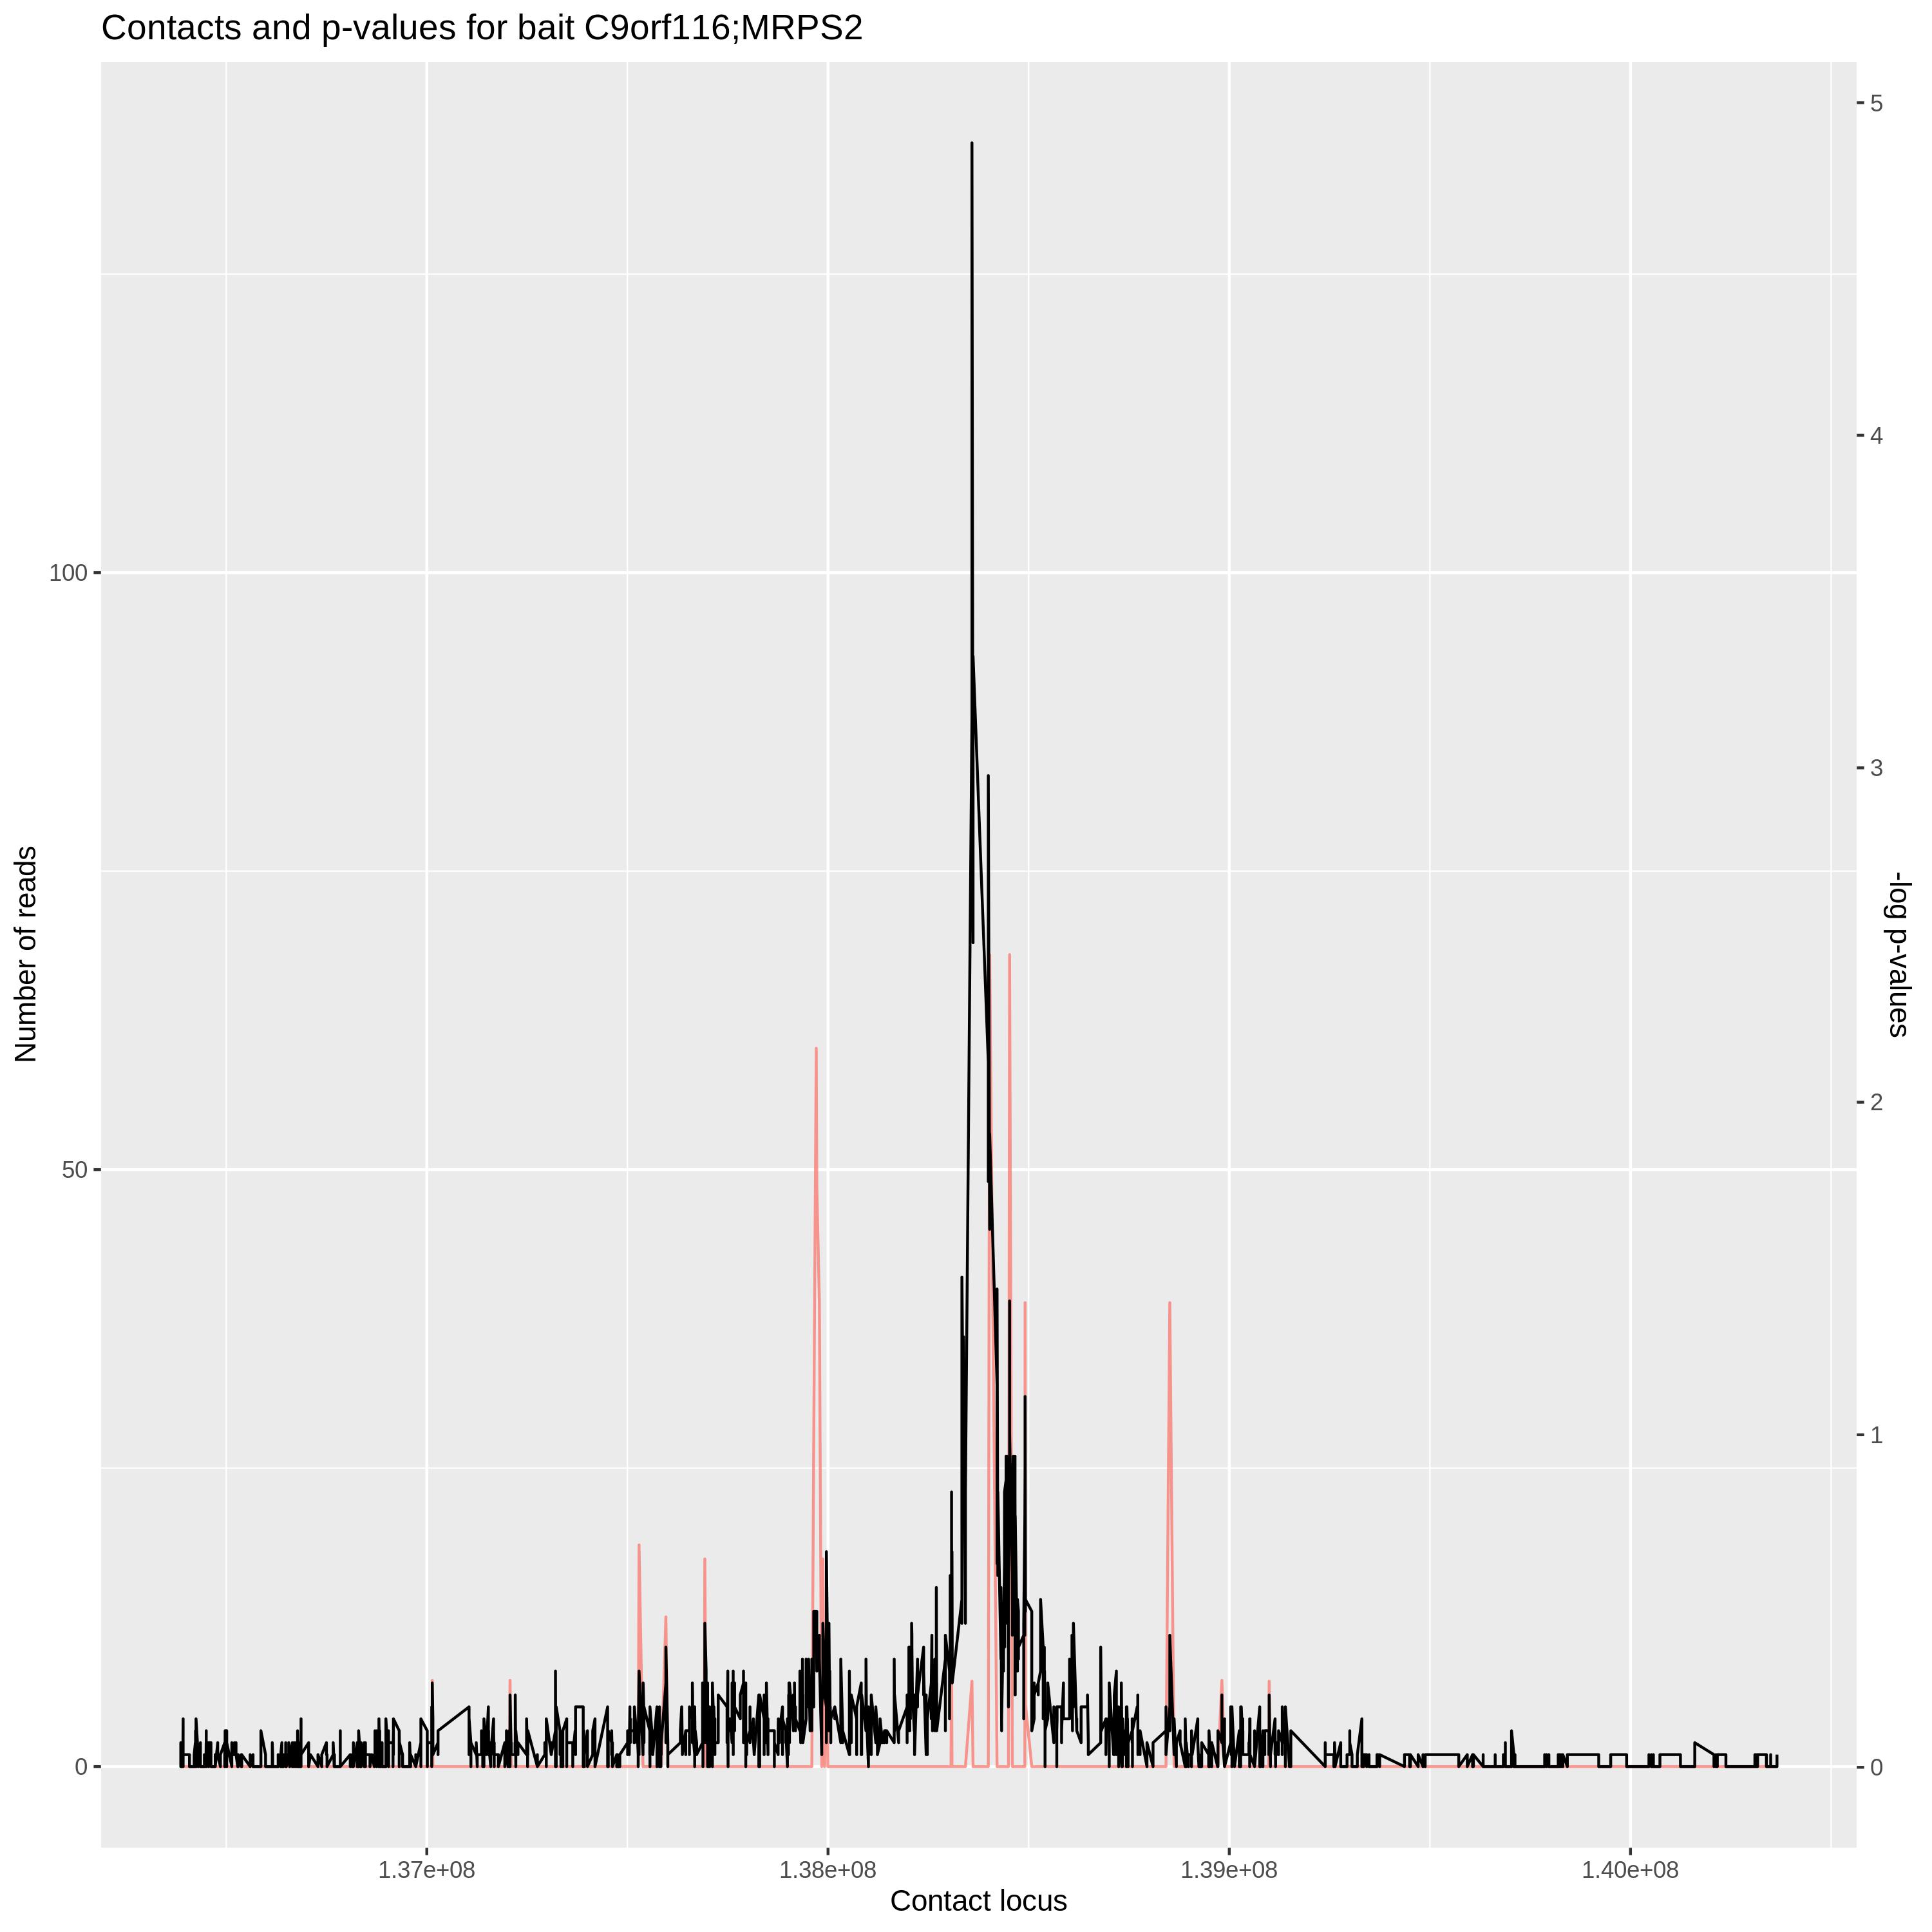 Contacts and p-values for bait C9orf116;MRPS2
5
4
100
3
Number of reads
-log p-values
2
50
1
0
0
1.37e+08
1.38e+08
1.39e+08
1.40e+08
Contact locus